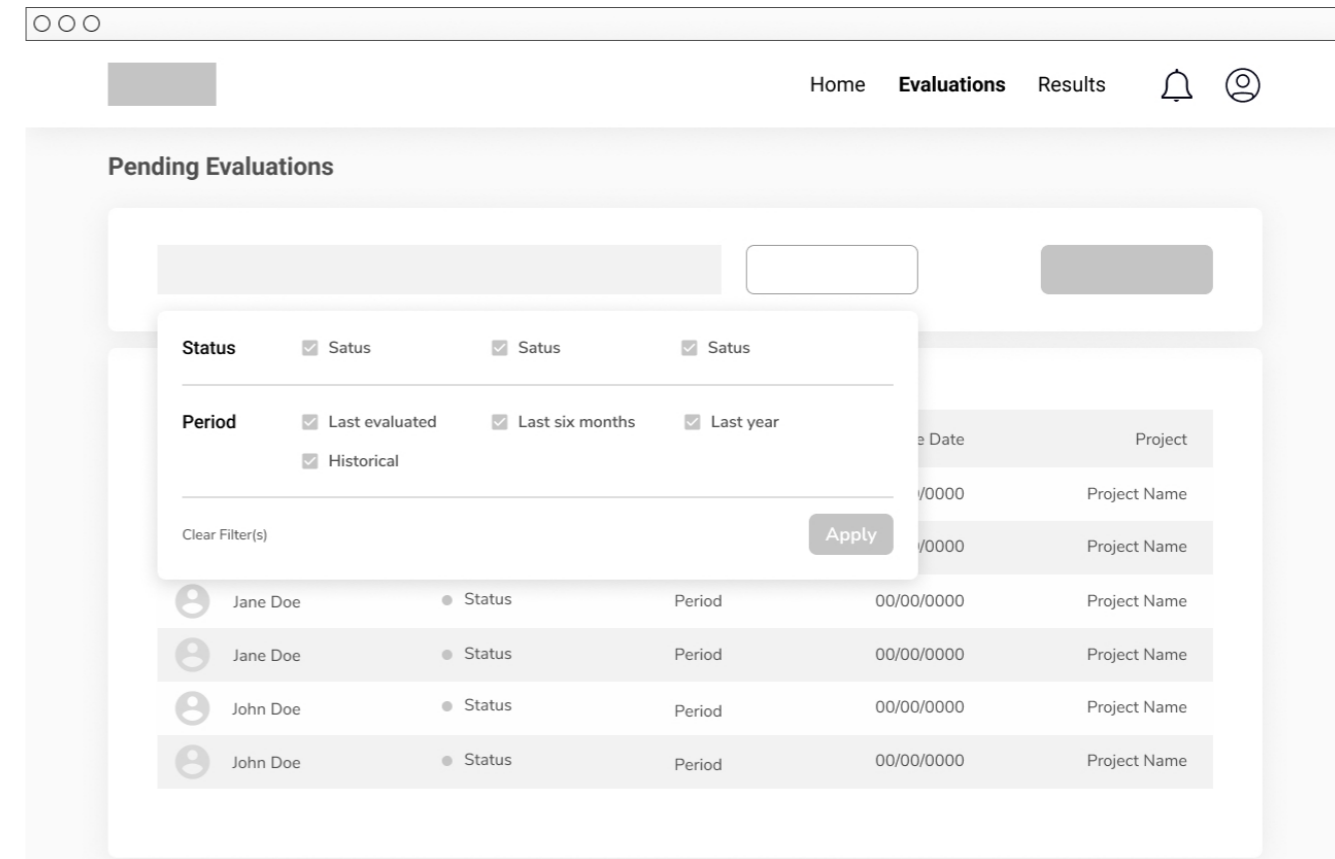 Home Evaluations Results
Pending Evaluations
Status Satus Satus Satus
Period Last evaluated Last six months Last year
Historical
Clear Filter(s) Apply
Date Project
/0000 Project Name
/0000 Project Name
Jane Doe Status Period 00/00/0000 Project Name
Jane Doe Status Period 00/00/0000 Project Name
John Doe Status Period 00/00/0000 Project Name
John Doe Status Period 00/00/0000 Project Name